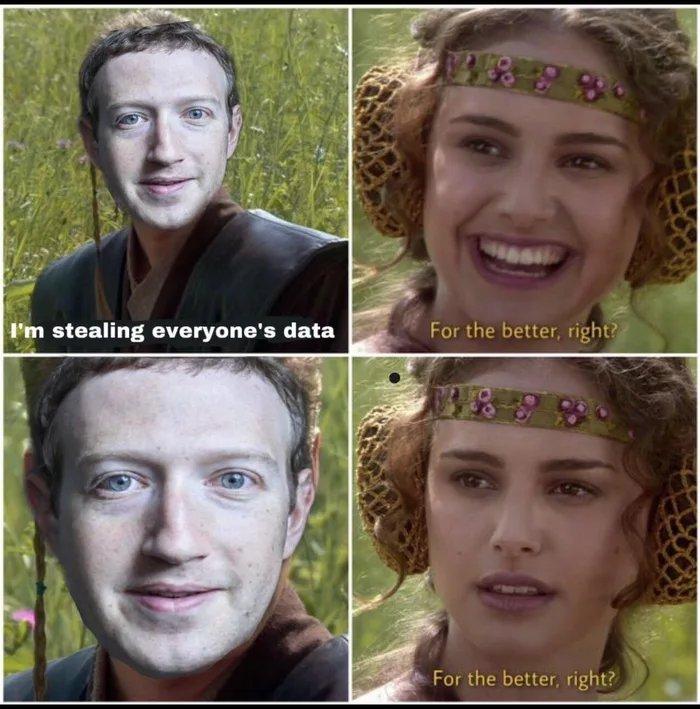 I'm stealing everyone's data
For the better, right?
For the better, right?